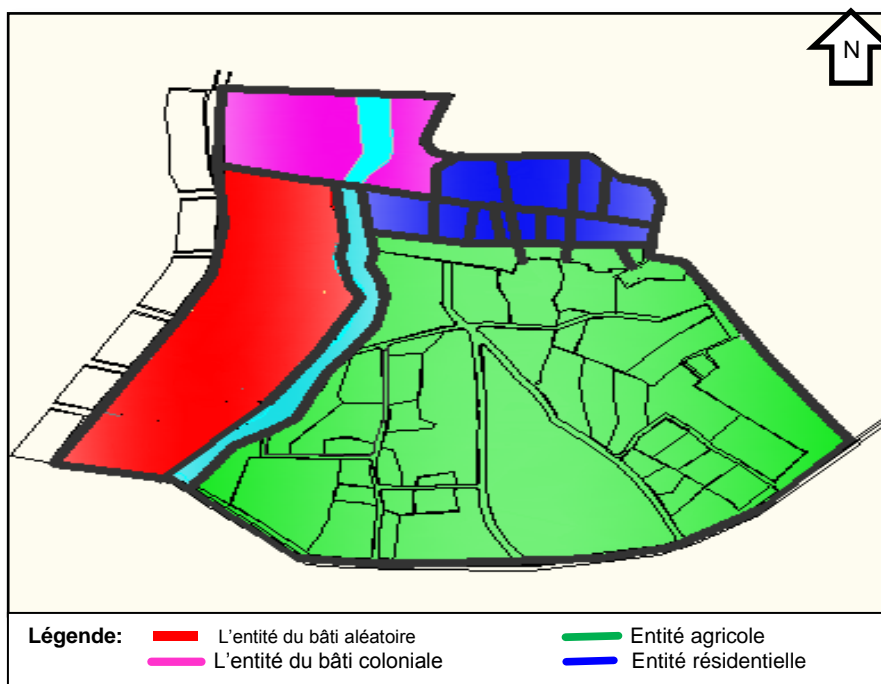 N
Légende: L'entité du bâti aléatoire Entité agricole
L'entité du bâti coloniale Entité résidentielle